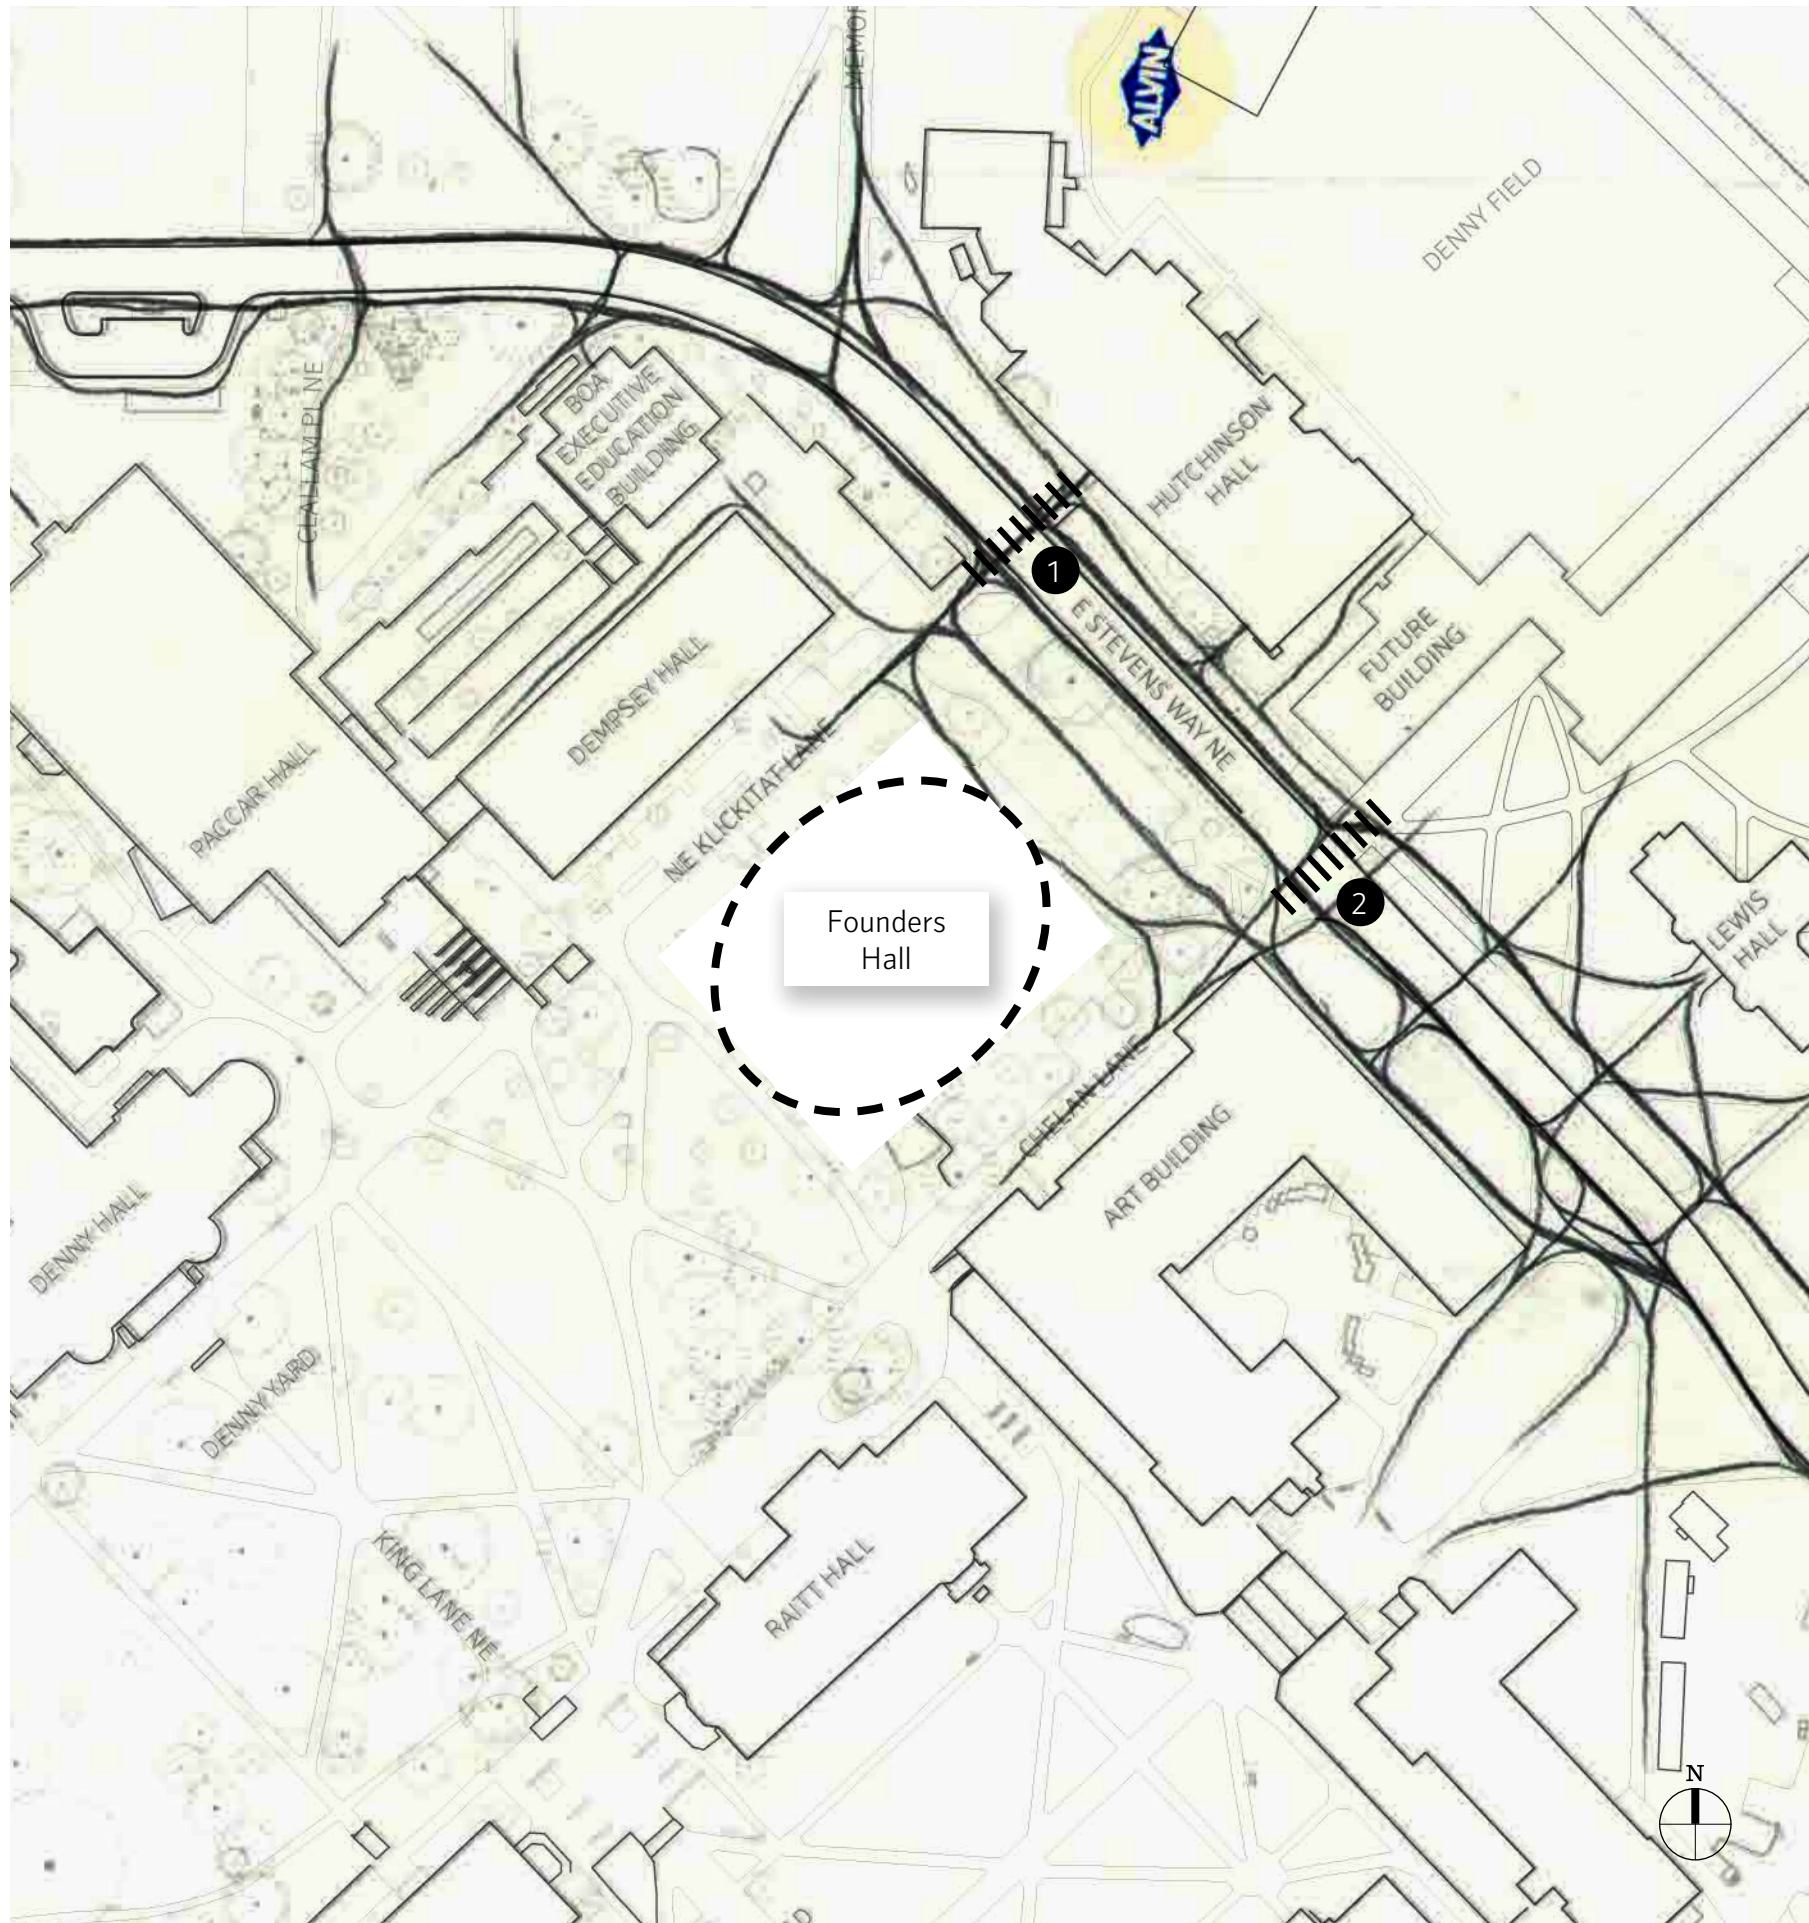 MEMOR
ALVIN
DENNY FIELD
CLALLAM PL NE
BOA
EXECUTIVE
EDUCATION
BUILDING
HUTCHINSON
HALL
1
E STEVENS WAY NE
FUTURE
BUILDING
DEMPSEY HALL
PACCAR HALL
NE KLICKITAT LANE
2
LEWIS
HALL
Founders
Hall
CHELAN LANE
ART BUILDING
DENNY HALL
DENNY YARD
KING LANE NE
RAITT HALL
N